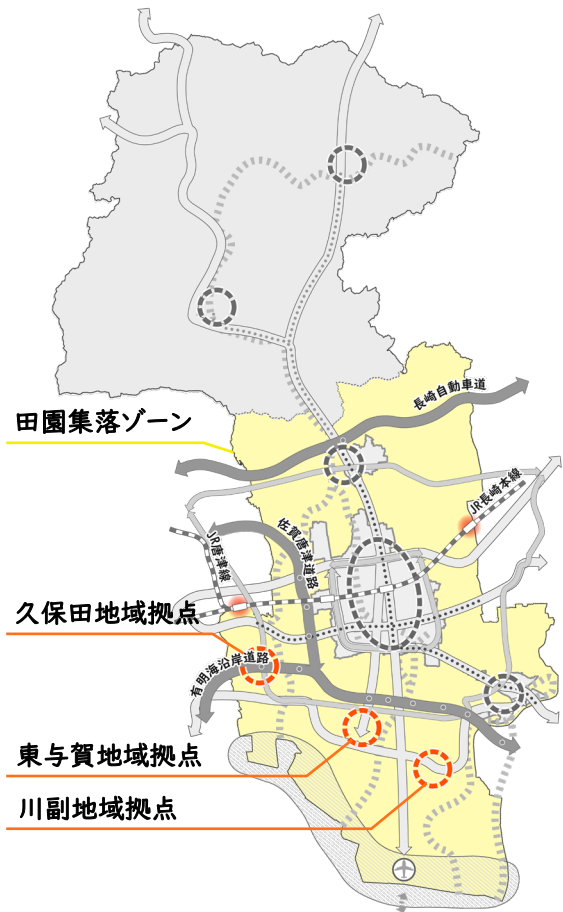 長崎自動車道
田園集落ゾーン
JR長崎本線
佐賀唐津道路
JR唐津線
久保田地域拠点
有明海沿岸道路
東与賀地域拠点
川副地域拠点